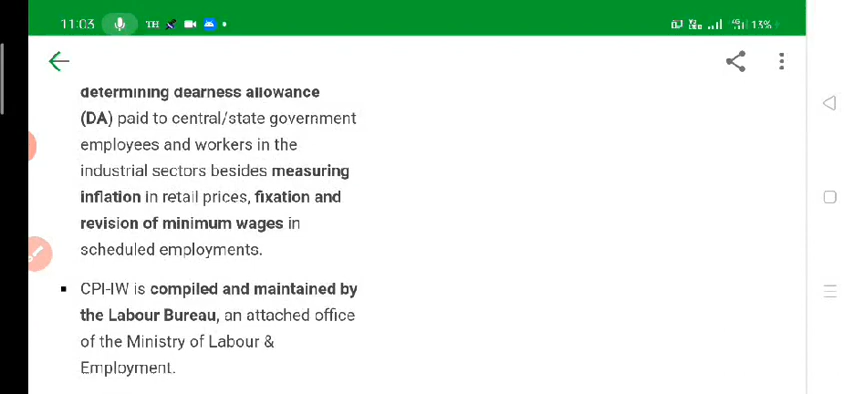 11:03
13%
determining dearness allowance
(DA) paid to central/state government
employees and workers in the
industrial sectors besides measuring
inflation in retail prices, fixation and
revision of minimum wages in
scheduled employments.
▪ CPI-IW is compiled and maintained by
the Labour Bureau, an attached office
of the Ministry of Labour &
Employment.